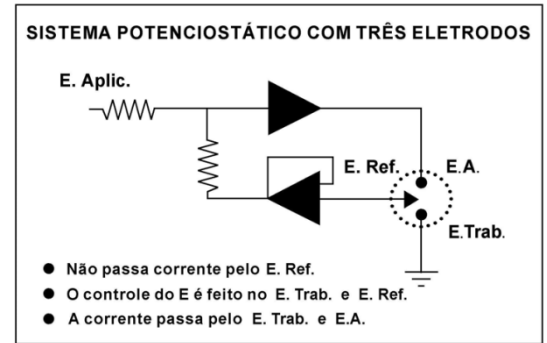 SISTEMA POTENCIOSTÁTICO COM TRÊS ELETRODOS
E. Aplic.
E. Ref.
E.A.
E.Trab.
● Não passa corrente pelo E. Ref.
● O controle do E é feito no E. Trab. e E. Ref.
● A corrente passa pelo E. Trab. e E.A.